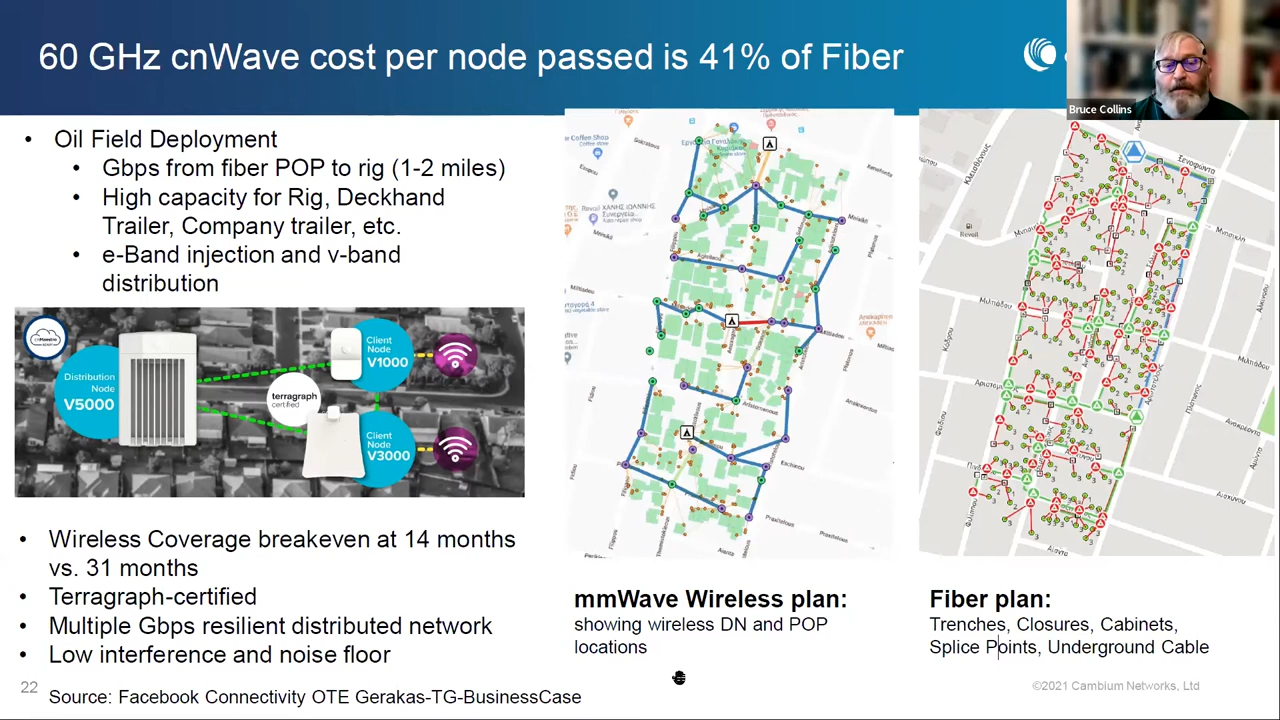 60 GHz cnWave cost per node passed is 41% of Fiber
Bruce Collins
• Oil Field Deployment
• Gbps from fiber POP to rig (1-2 miles)
• High capacity for Rig, Deckhand
Trailer, Company trailer, etc.
• e-Band injection and v-band
distribution
Distribution
Node
V5000
terragraph
certified
Client
Node
V1000
Client
Node
V3000
• Wireless Coverage breakeven at 14 months
vs. 31 months
• Terragraph-certified
• Multiple Gbps resilient distributed network
• Low interference and noise floor
mmWave Wireless plan:
showing wireless DN and POP
locations
Fiber plan:
Trenches, Closures, Cabinets,
Splice Points, Underground Cable
22
Source: Facebook Connectivity OTE Gerakas-TG-BusinessCase
©2021 Cambium Networks, Ltd